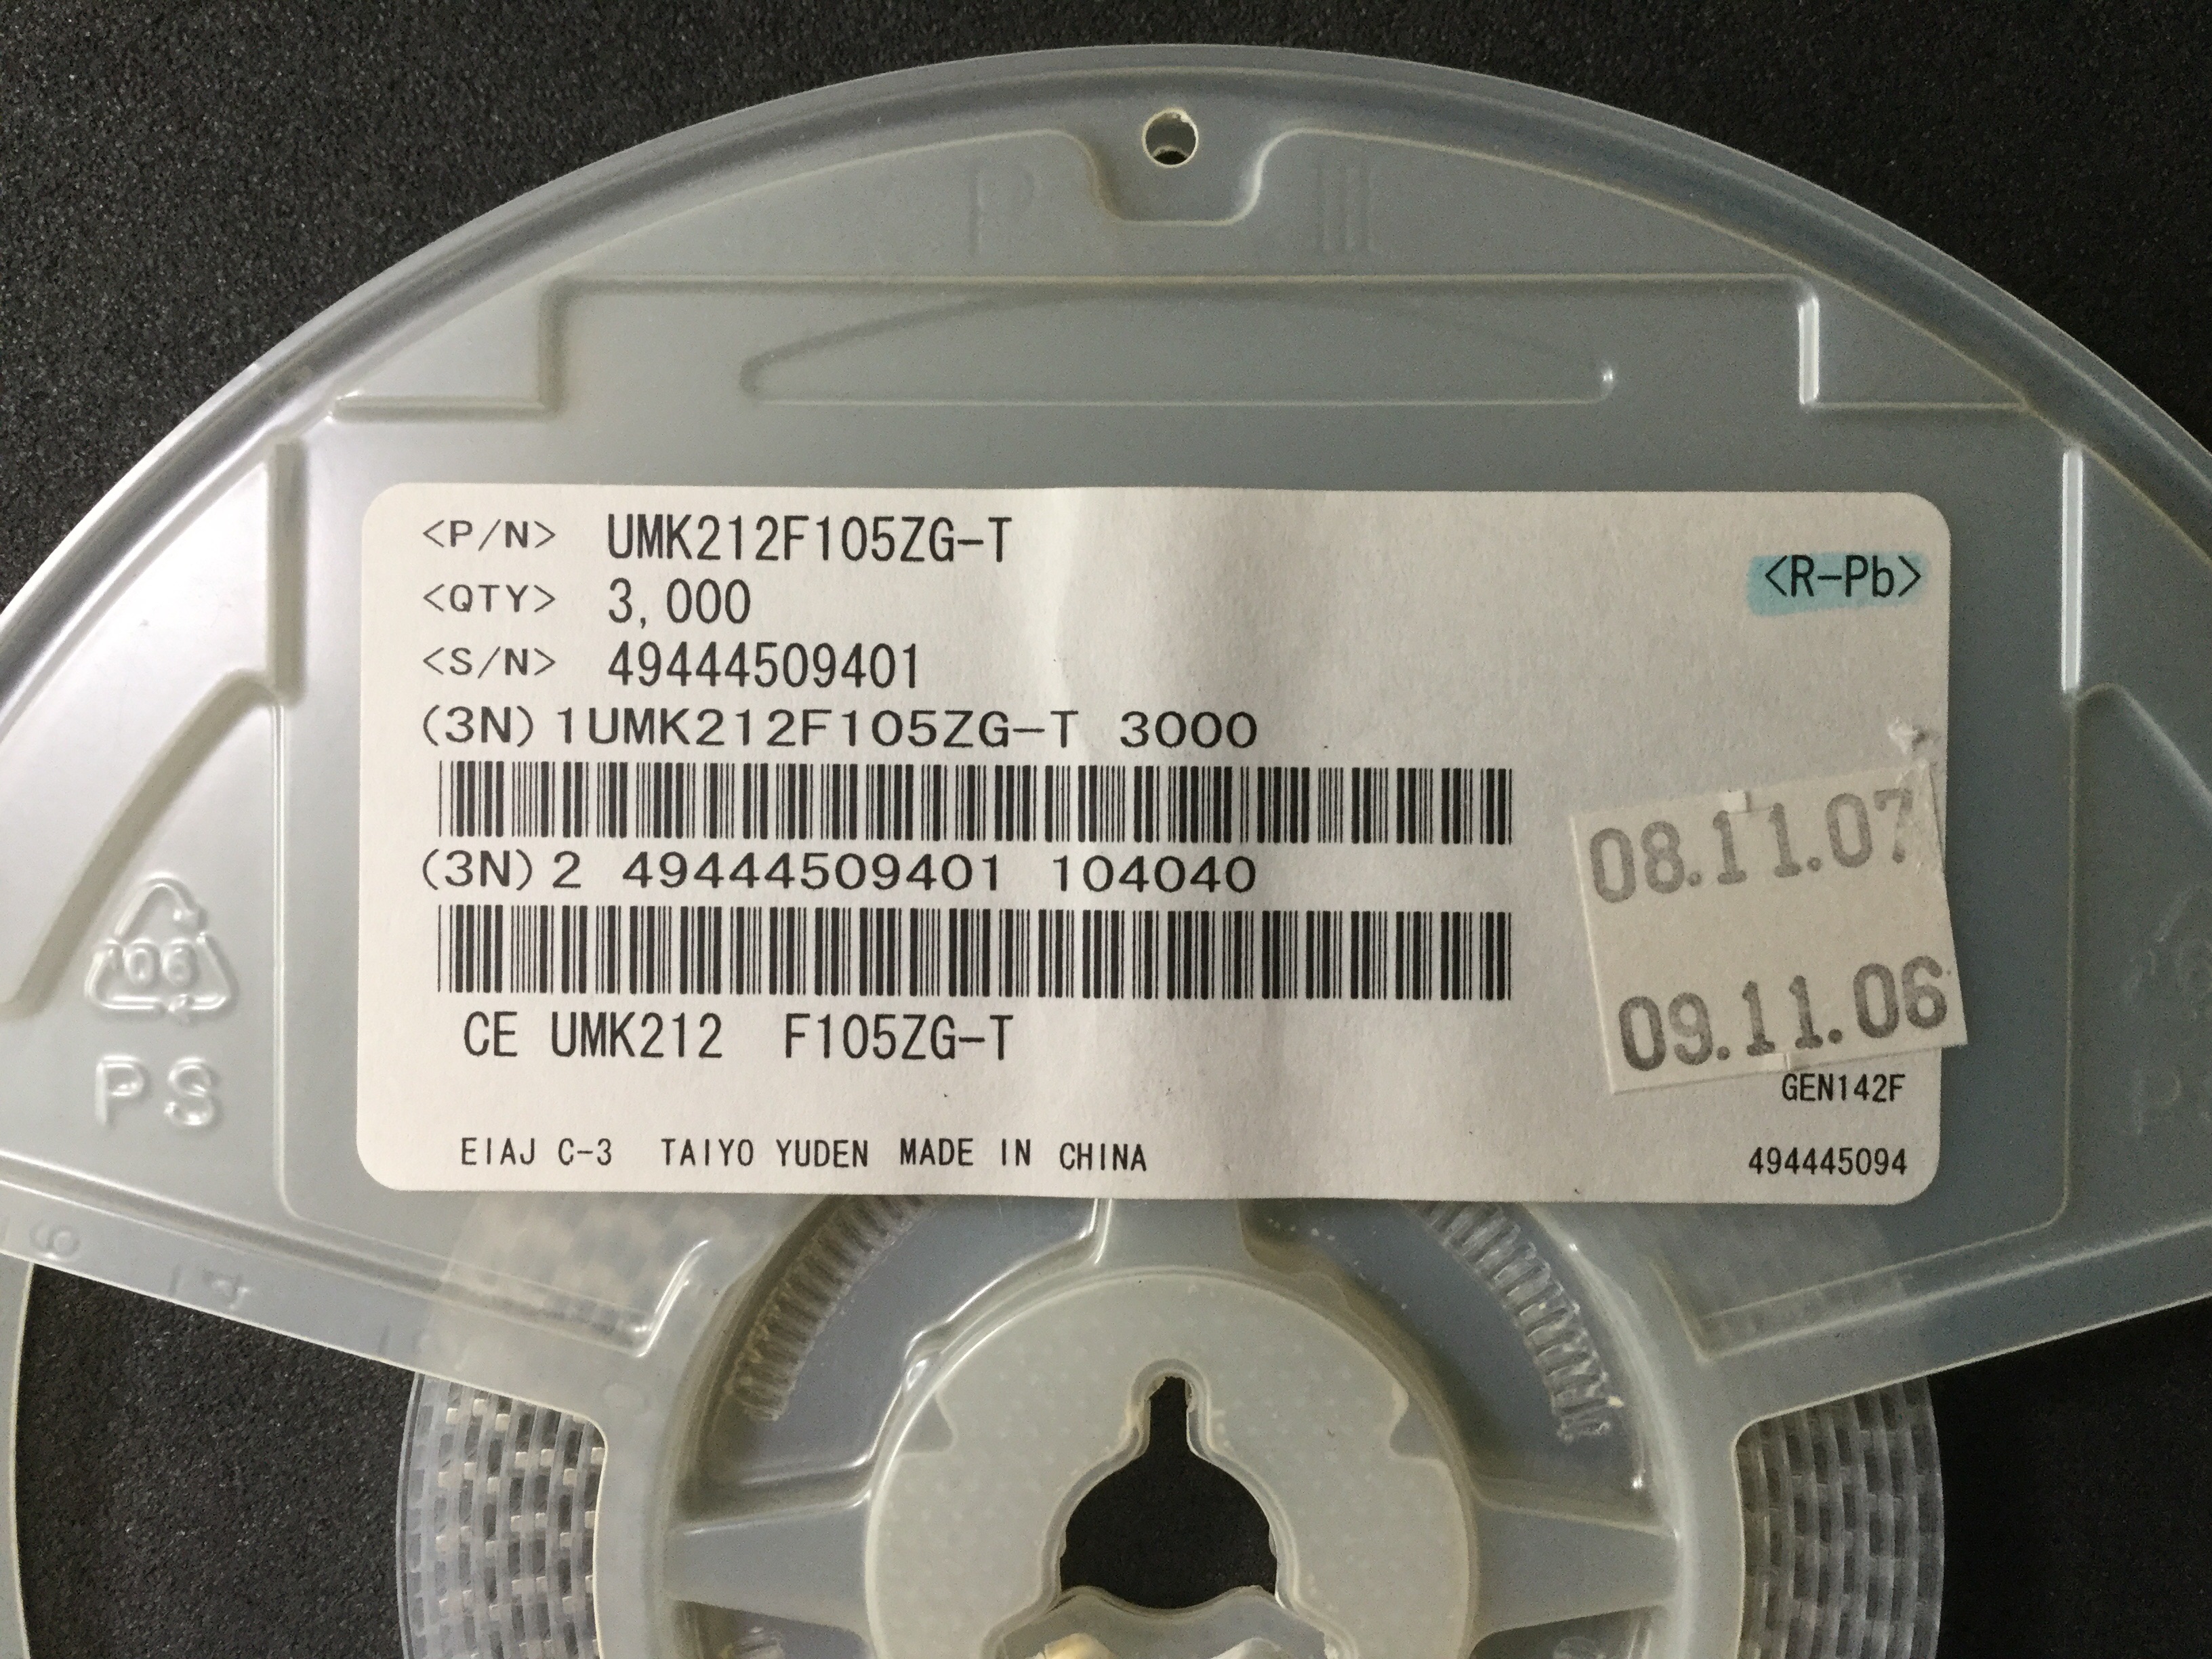 P III
<P/N> UMK212F105ZG-T
<R-Pb>
<QTY> 3,000
<S/N> 49444509401
(3N)1UMK212F105ZG-T 3000
08.11.07
(3N)2 49444509401 104040
09.11.06
06
PS
CE UMK212 F105ZG-T
GEN142F
EIAJ C-3 TAIYO YUDEN MADE IN CHINA
494445094